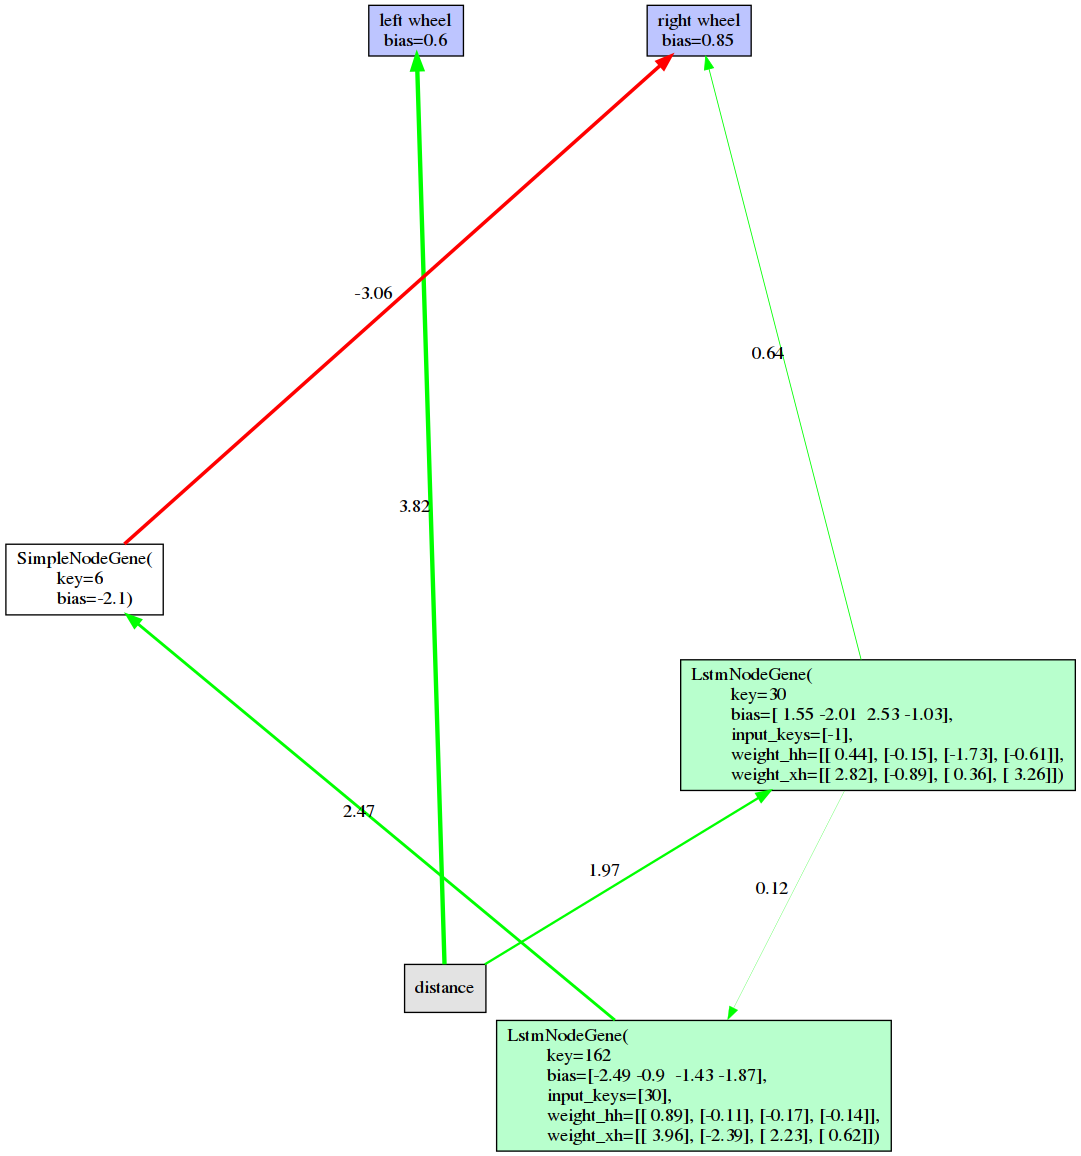 left wheel
bias=0.6
right wheel
bias=0.85
-3.06
0.64
3.82
SimpleNodeGene(
key=6
bias=-2.1)
LstmNodeGene(
key=30
bias=[ 1.55 -2.01  2.53 -1.03],
input_keys=[-1],
weight_hh=[[ 0.44], [-0.15], [-1.73], [-0.61]],
weight_xh=[[ 2.82], [-0.89], [ 0.36], [ 3.26]])
2.47
1.97
0.12
distance
LstmNodeGene(
key=162
bias=[-2.49 -0.9  -1.43 -1.87],
input_keys=[30],
weight_hh=[[ 0.89], [-0.11], [-0.17], [-0.14]],
weight_xh=[[ 3.96], [-2.39], [ 2.23], [ 0.62]])